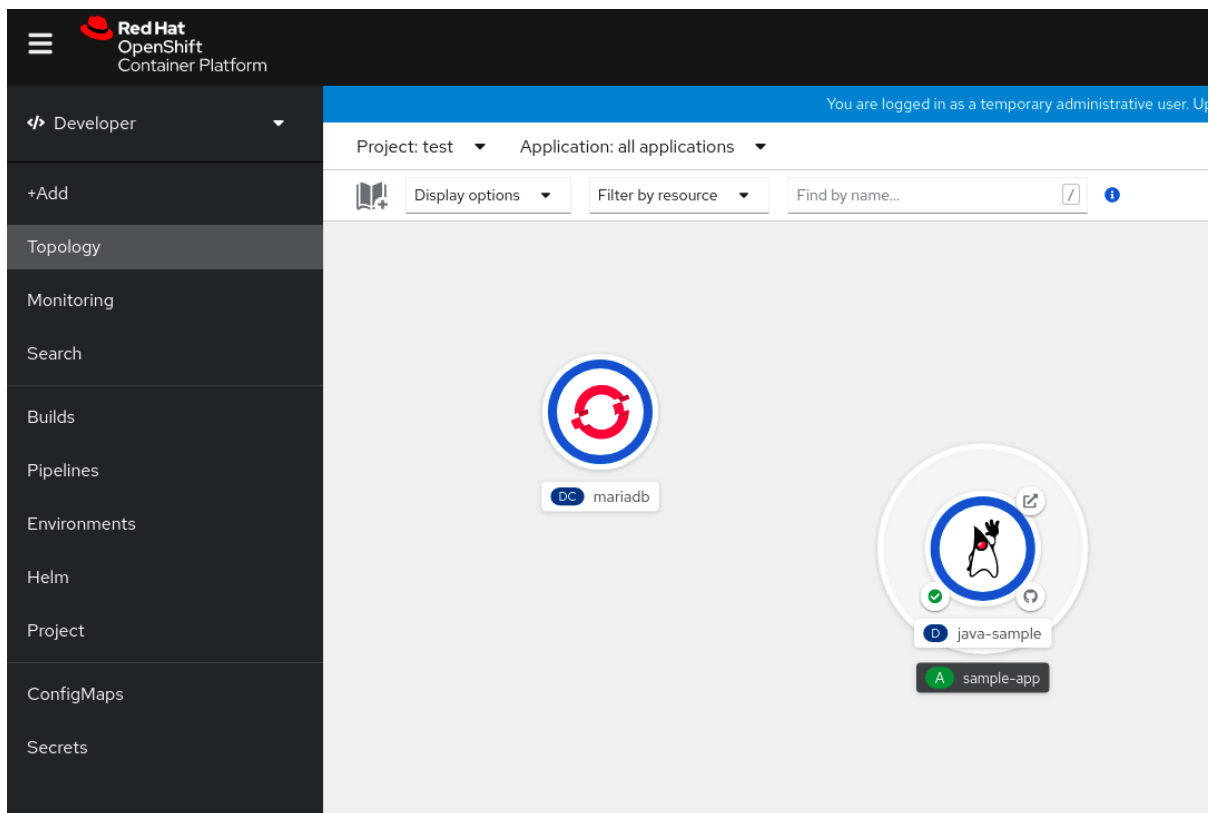 Red Hat
OpenShift
Container Platform
You are logged in as a temporary administrative user. Up
Developer
Project: test
Application: all applications
+Add
Display options
Filter by resource
Find by name...
/
Topology
Monitoring
Search
Builds
Pipelines
Environments
Helm
Project
ConfigMaps
Secrets
DC mariadb
D java-sample
A sample-app